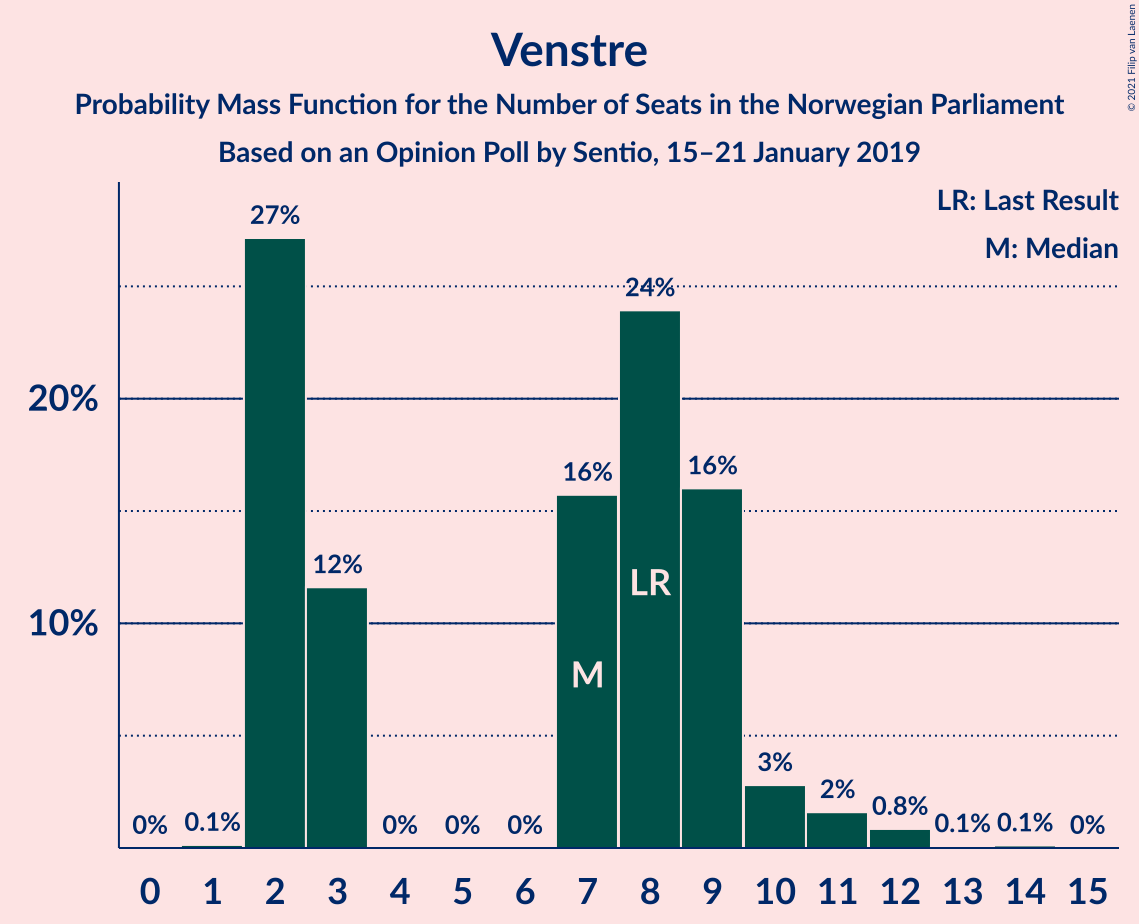 © 2021 Filip van Laenen
Venstre
Probability Mass Function for the Number of Seats in the Norwegian Parliament
Based on an Opinion Poll by Sentio, 15–21 January 2019
LR: Last Result
M: Median
27%
24%
20%
16%
16%
12%
LR
10%
M
3%
2%
0.8%
0%
0.1%
0%
0%
0%
0.1%
0.1%
0%
0 1 2 3 4 5 6 7 8 9 10 11 12 13 14 15